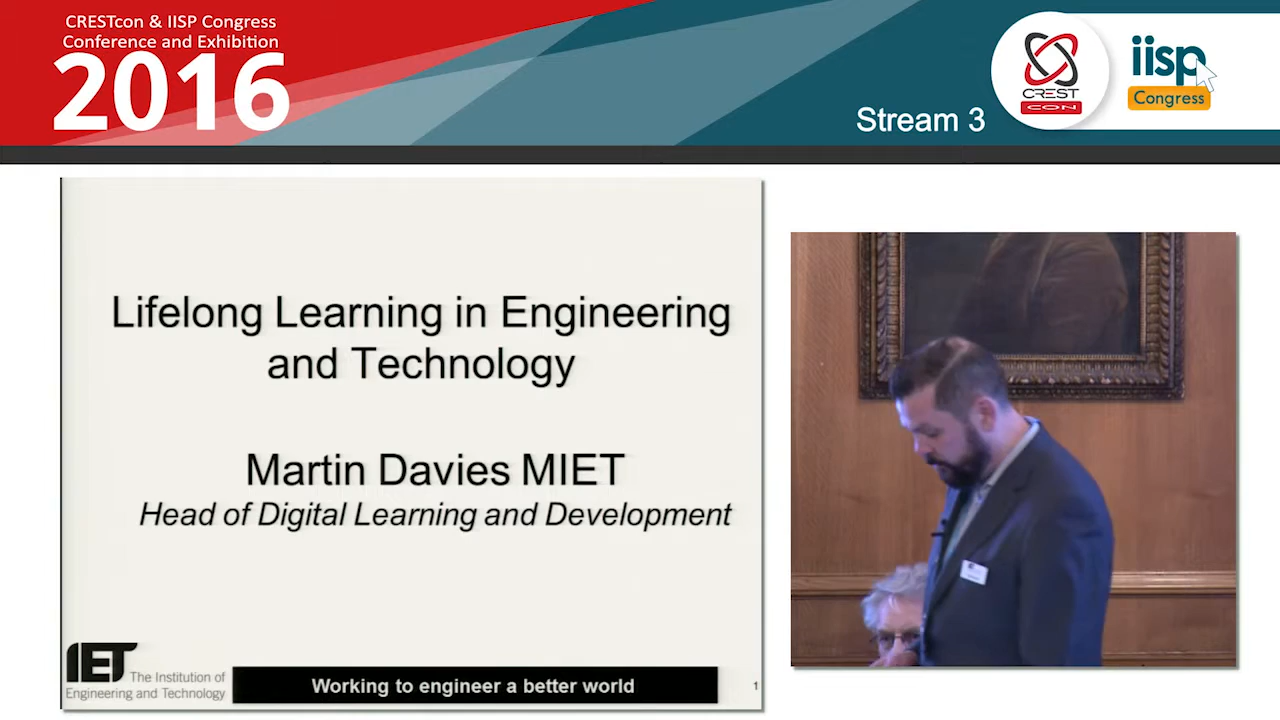 CRESTcon & IISP Congress
Conference and Exhibition
2016
Stream 3
CREST
CON
iisp
Congress
Lifelong Learning in Engineering
and Technology
Martin Davies MIET
Head of Digital Learning and Development
IET The Institution of
Engineering and Technology
Working to engineer a better world
1